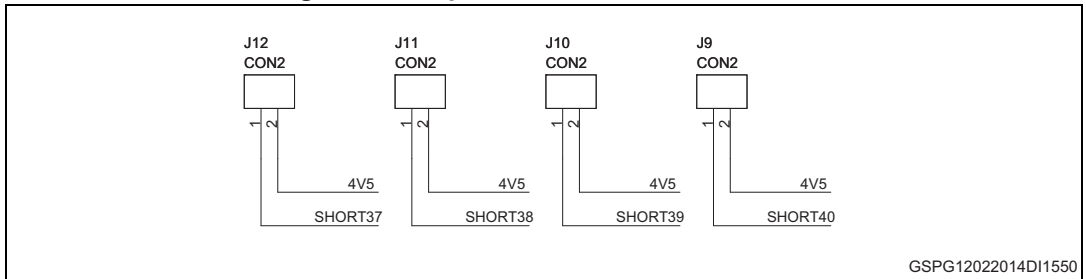 J12 J11 J10 J9
CON2 CON2 CON2 CON2
1 2 1 2 1 2 1 2
4V5 4V5 4V5 4V5
SHORT37 SHORT38 SHORT39 SHORT40
GSPG12022014DI1550